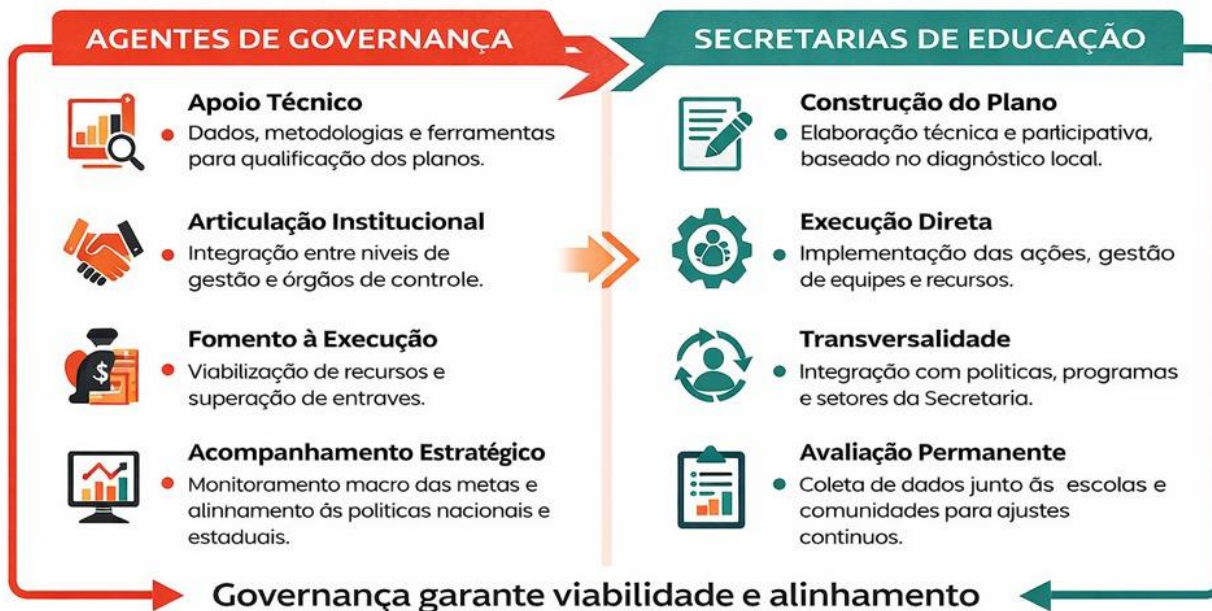 AGENTES DE GOVERNANÇA
Apoio Técnico
Dados, metodologias e ferramentas
para qualificação dos planos.
Articulação Institucional
Integração entre niveis de
gestão e órgãos de controle.
Fomento à Execução
$
Viabilização de recursos e
superação de entraves.
Acompanhamento Estratégico
Monitoramento macro das metas e
alinnamento ãs politicas nacionais e
estaduais.
SECRETARIAS DE EDUCAÇÃO
Construção do Plano
Elaboração técnica e participativa,
baseado no diagnóstico local.
Execução Direta
Implementação das ações, gestão
de equipes e recursos.
Transversalidade
Integração com politicas, programas
e setores da Secretaria.
Avaliação Permanente
Coleta de dados junto ãs escolas e
comunidades para ajustes
continuos.
Governança garante viabilidade e alinhamento